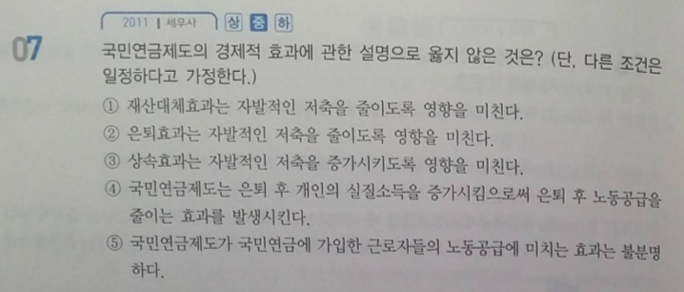 2011 | 세무사 상 중 하
07 국민연금제도의 경제적 효과에 관한 설명으로 옳지 않은 것은? (단, 다른 조건은
일정하다고 가정한다.)
① 재산대체효과는 자발적인 저축을 줄이도록 영향을 미친다.
② 은퇴효과는 자발적인 저축을 줄이도록 영향을 미친다.
③ 상속효과는 자발적인 저축을 증가시키도록 영향을 미친다.
④ 국민연금제도는 은퇴 후 개인의 실질소득을 증가시킴으로써 은퇴 후 노동공급을
줄이는 효과를 발생시킨다.
⑤ 국민연금제도가 국민연금에 가입한 근로자들의 노동공급에 미치는 효과는 불분명
하다.